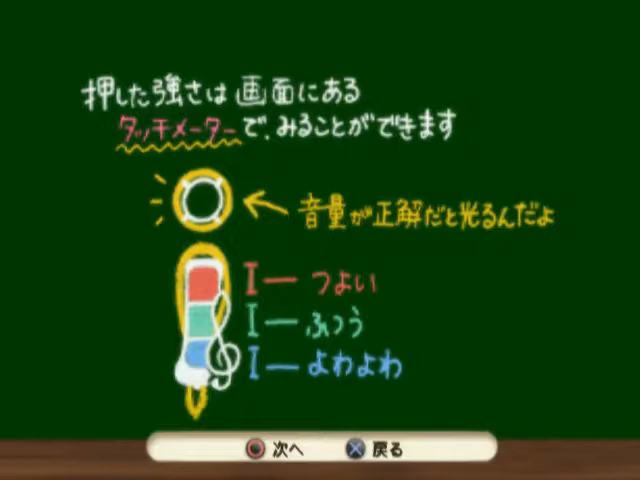 押した強さは画面にある
タッチメーターで、みることができます
音量が正解だと光るんだよ
つよい
ふつう
よわよわ
次へ 戻る